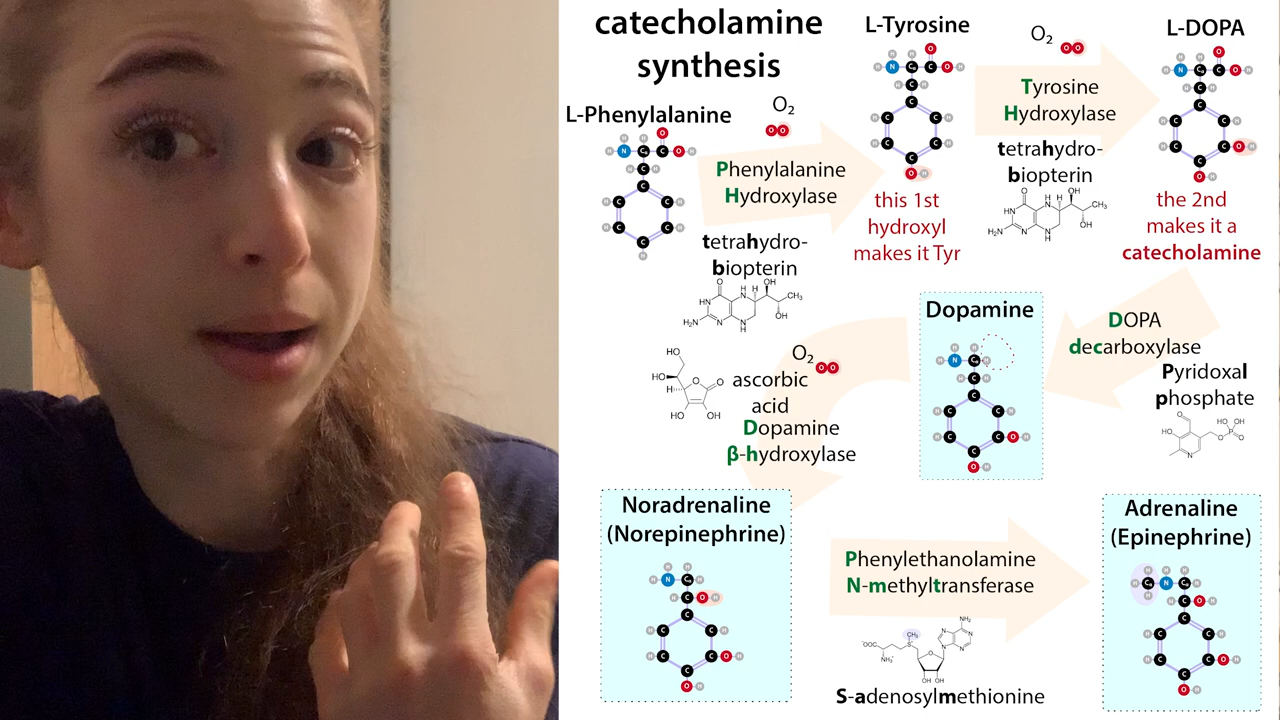 catecholamine
synthesis
L-Phenylalanine
O₂
Phenylalanine
Hydroxylase
tetrahydro-
biopterin
L-Tyrosine
this 1st
hydroxyl
makes it Tyr
O₂
Tyrosine
Hydroxylase
tetrahydro-
biopterin
L-DOPA
the 2nd
makes it a
catecholamine
DOPA
decarboxylase
Pyridoxal
phosphate
Dopamine
O₂
ascorbic
acid
Dopamine
β-hydroxylase
Noradrenaline
(Norepinephrine)
Phenylethanolamine
N-methyltransferase
S-adenosylmethionine
Adrenaline
(Epinephrine)